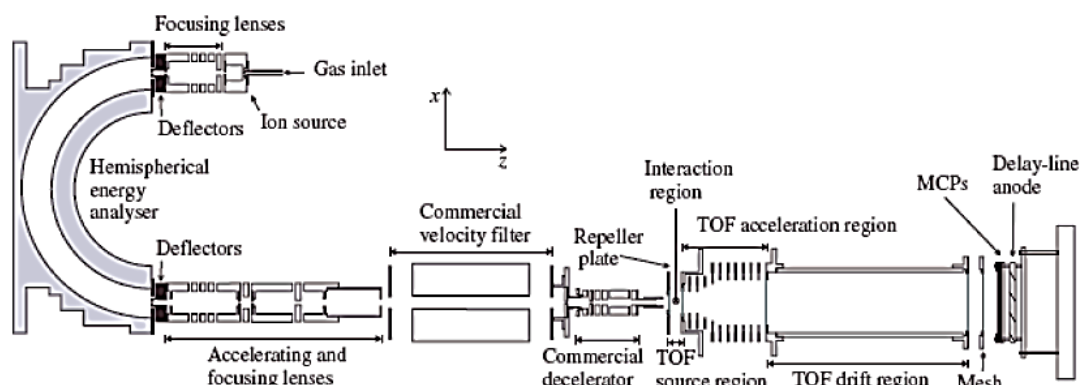 Focusing lenses
Gas inlet
Ion source
Deflectors
x
z
Hemispherical
energy
analyser
Deflectors
Commercial
velocity filter
Accelerating and
focusing lenses
Interaction
region
Repeller
plate
Commercial
decelerator
TOF
source region
TOF acceleration region
TOF drift region
Mesh
MCPs
Delay-line
anode